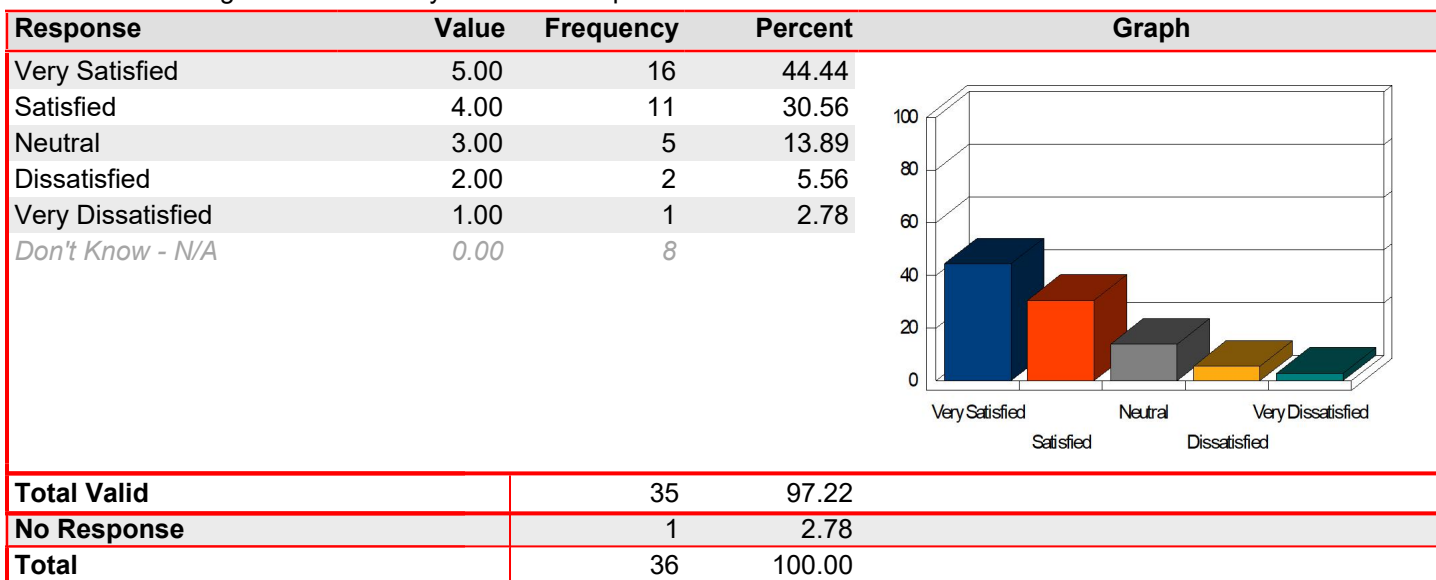 Response Value Frequency Percent Graph
Very Satisfied 5.00 16 44.44
Satisfied 4.00 11 30.56
Neutral 3.00 5 13.89
Dissatisfied 2.00 2 5.56
Very Dissatisfied 1.00 1 2.78
Don't Know - N/A 0.00 8
100
80
60
40
20
0
Very Satisfied Neutral Very Dissatisfied
Satisfied Dissatisfied
Total Valid 35 97.22
No Response 1 2.78
Total 36 100.00